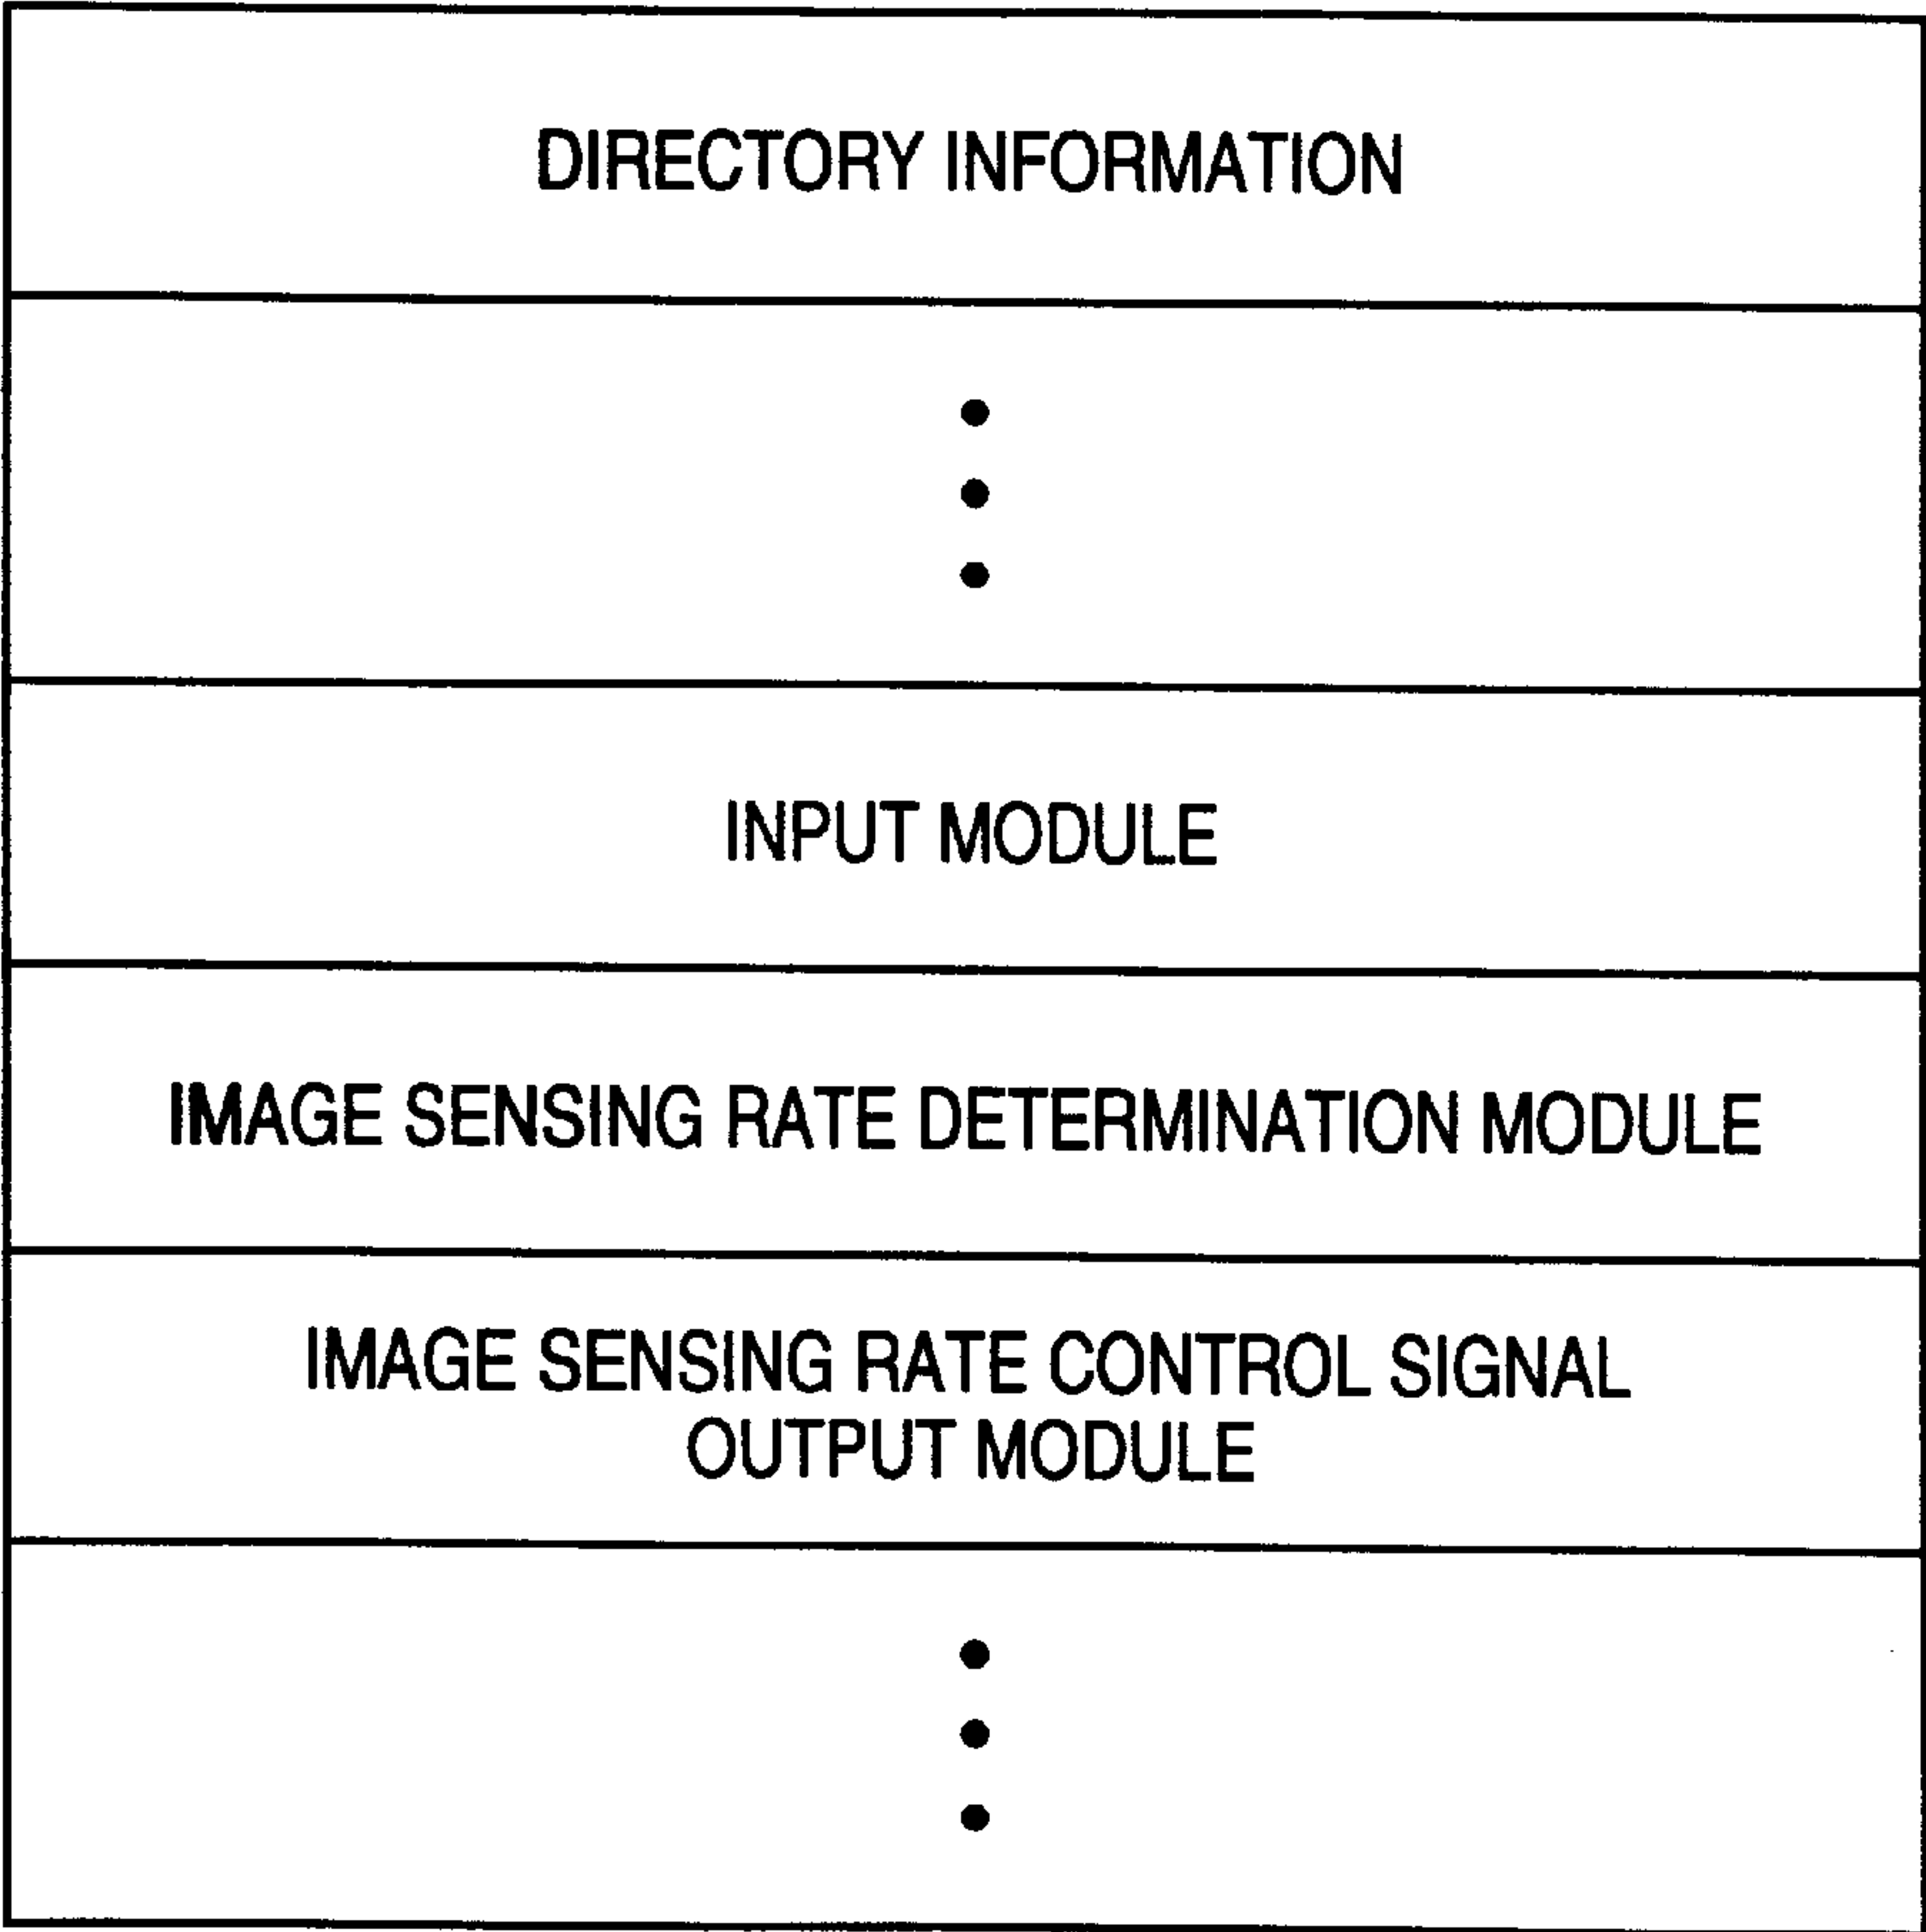 DIRECTORY INFORMATION
INPUT MODULE
IMAGE SENSING RATE DETERMINATION MODULE
IMAGE SENSING RATE CONTROL SIGNAL
OUTPUT MODULE